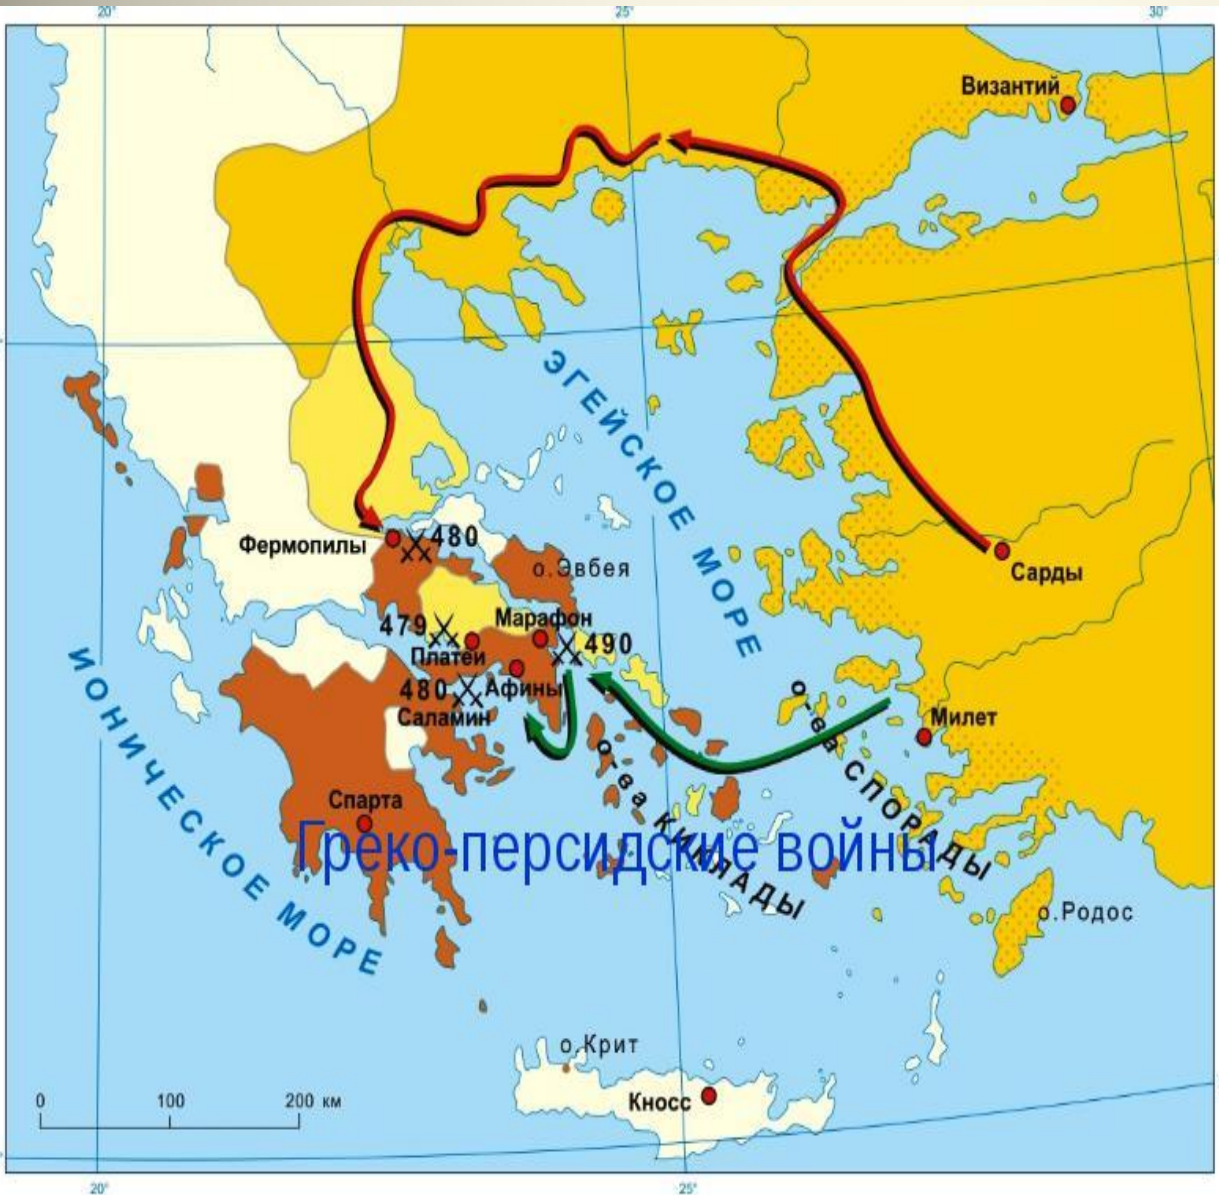 20°
25°
30°
Византий
ЭГЕЙСКОЕ МОРЕ
Фермопилы
480
о.Эвбея
Сарды
479
Марафон
490
Платеи
480
Афины
Саламин
Милет
о-ва СПОРАДЫ
о-ва КИКЛАДЫ
ИОНИЧЕСКОЕ МОРЕ
Спарта
Греко-персидские войны
о.Родос
о.Крит
Кносс
0
100
200 км
20°
25°